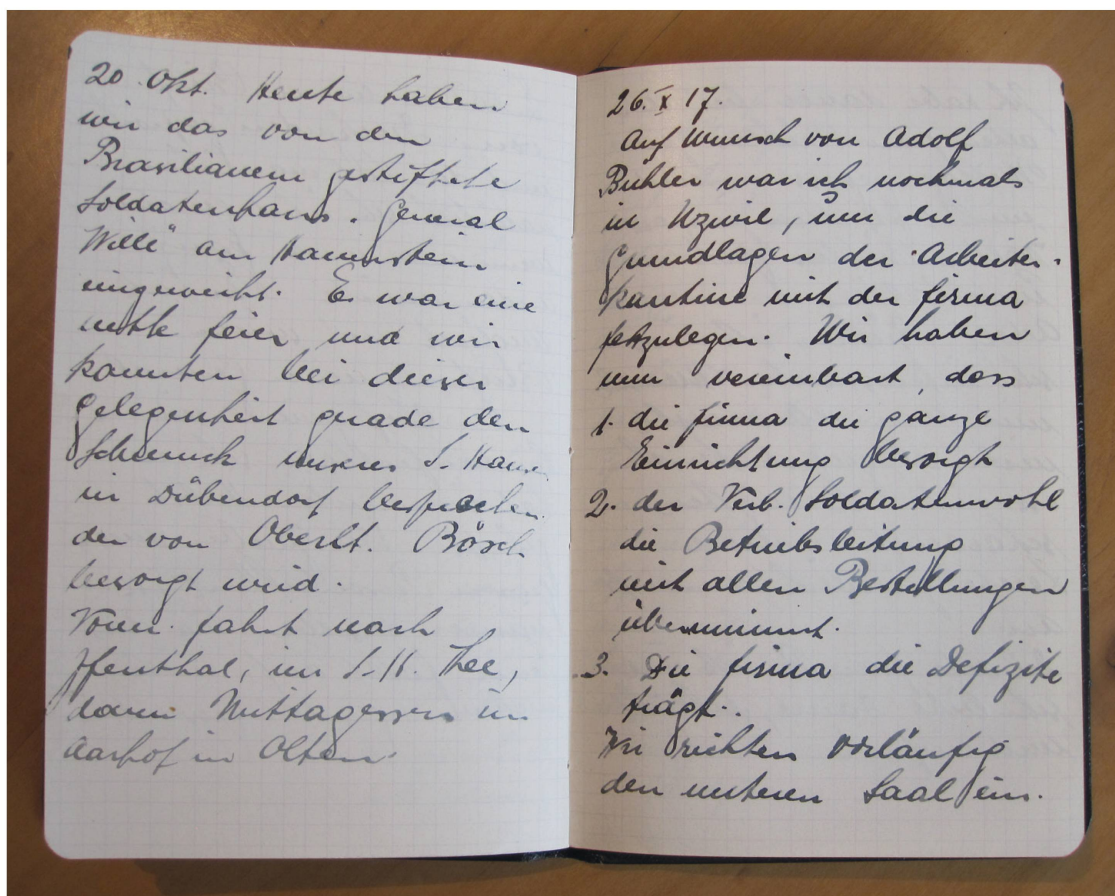 20. Okt. Heute haben
wir das von den
Brasilianern gestiftete
Soldatenhaus. General
Wille" am Hauenstein
eingeweiht. Es war eine
nette Feier und wir
konnten bei dieser
Gelegenheit gerade den
Schmuck unseres S.-Hauses
in Dübendorf besprechen
der von Oberlt. Bösch
besorgt wird.
Vorm. Fahrt nach
Ifenthal, im S.-H. Thee,
dann Mittagessen im
Aarhof in Olten.
26. X 17.
Auf Wunsch von Adolf
Bühler war ich nochmals
in Uzwil, um die
Grundlagen der Arbeiter-
kantine mit der Firma
festzulegen. Wir haben
nun vereinbart dass
1. die Firma die ganze
Einrichtung besorgt
2. der Verb. Soldatenwohl
die Betriebsleitung
mit allen Bestellungen
übernimmt.
3. Die Firma die Defizite
trägt.
Wir richten vorläufig
den unteren Saal ein.